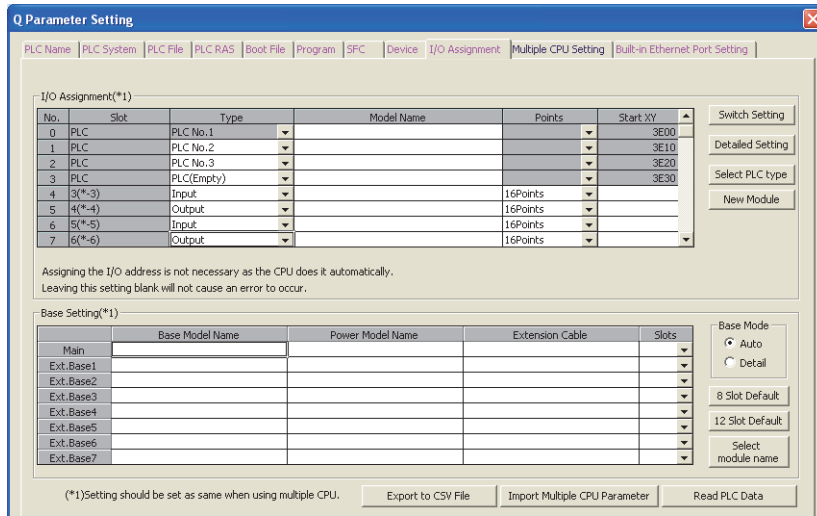 Q Parameter Setting
PLC Name PLC System PLC File PLC RAS Boot File Program SFC Device I/O Assignment Multiple CPU Setting Built-in Ethernet Port Setting
I/O Assignment(*1)
No. Slot Type Model Name Points Start XY
0 PLC PLC No.1 3E00
1 PLC PLC No.2 3E10
2 PLC PLC No.3 3E20
3 PLC PLC(Empty) 3E30
4 3(*-3) Input 16Points
5 4(*-4) Output 16Points
6 5(*-5) Input 16Points
7 6(*-6) Output 16Points
Switch Setting
Detailed Setting
Select PLC type
New Module
Assigning the I/O address is not necessary as the CPU does it automatically.
Leaving this setting blank will not cause an error to occur.
Base Setting(*1)
Base Model Name Power Model Name Extension Cable Slots
Main
Ext.Base1
Ext.Base2
Ext.Base3
Ext.Base4
Ext.Base5
Ext.Base6
Ext.Base7
Base Mode
Auto
Detail
8 Slot Default
12 Slot Default
Select
module name
(*1)Setting should be set as same when using multiple CPU.
Export to CSV File Import Multiple CPU Parameter Read PLC Data